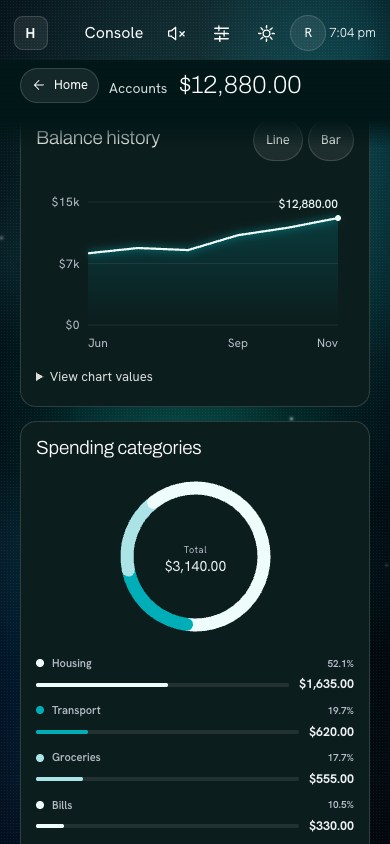 H Console R 7:04 pm
← Home Accounts $12,880.00
Balance history Line Bar
$12,880.00
$15k
$7k
$0
Jun Sep Nov
▶ View chart values
Spending categories
Total
$3,140.00
Housing 52.1%
$1,635.00
Transport 19.7%
$620.00
Groceries 17.7%
$555.00
Bills 10.5%
$330.00